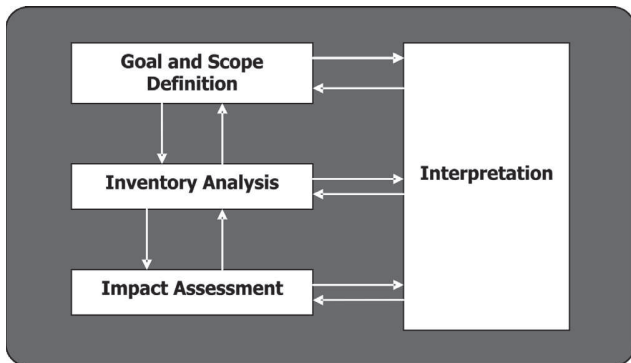 Goal and Scope
Definition
Inventory Analysis
Interpretation
Impact Assessment